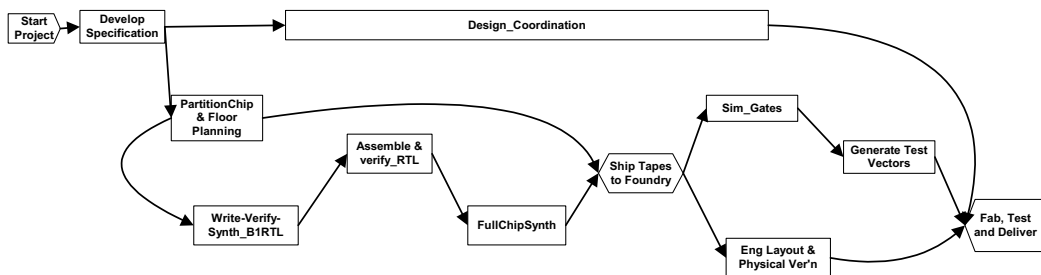 Start
Project
Develop
Specification
Design_Coordination
PartitionChip
& Floor
Planning
Sim_Gates
Assemble &
verify_RTL
Generate Test
Vectors
Ship Tapes
to Foundry
Write-Verify-
Synth_B1RTL
FullChipSynth
Fab, Test
and Deliver
Eng Layout &
Physical Ver'n